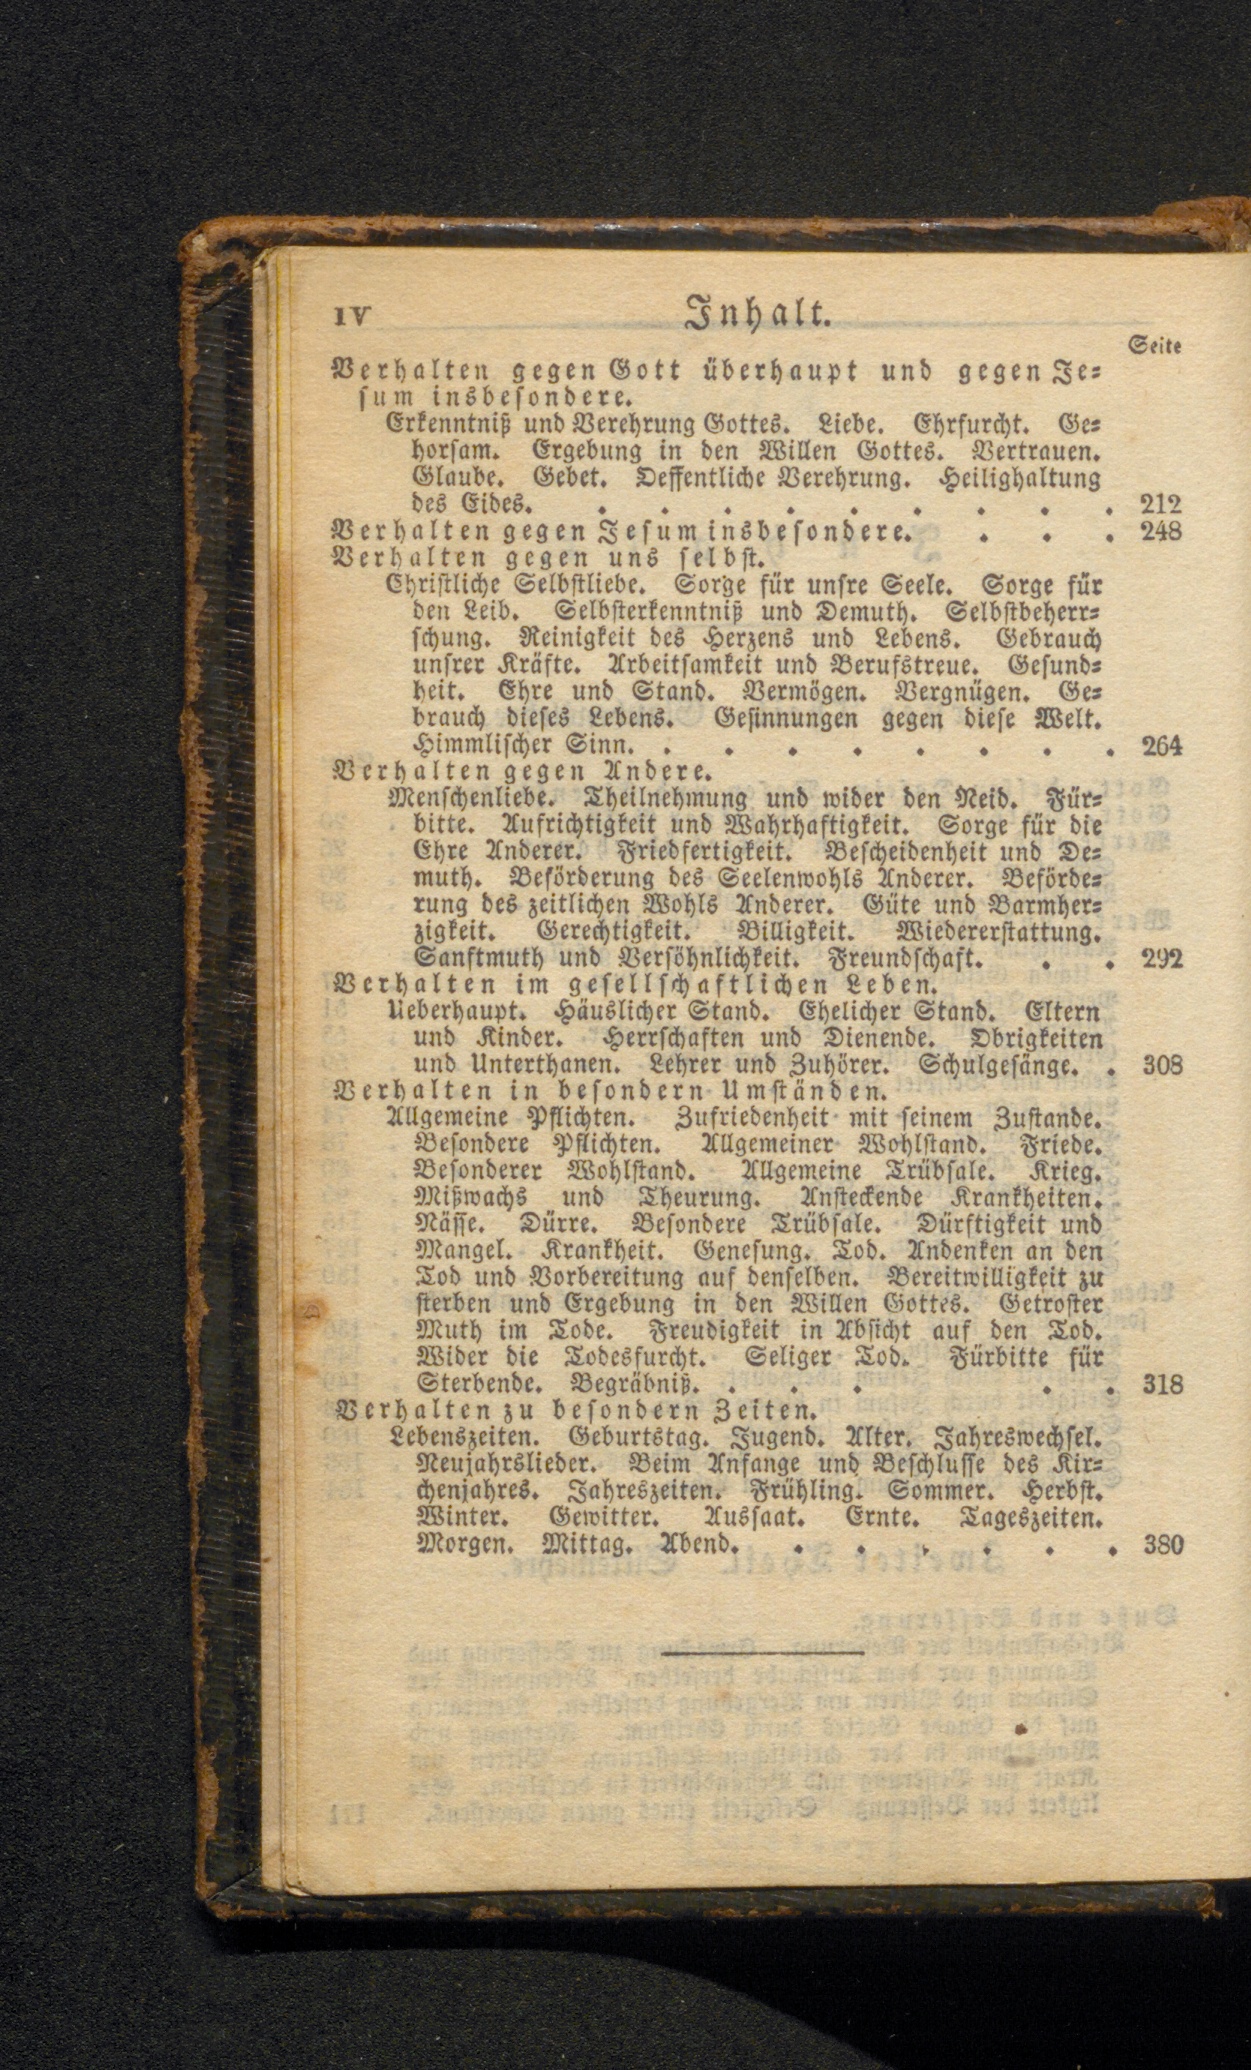 IV Inhalt.
Seite
Verhalten gegen Gott überhaupt und gegen Je-
sum insbesondere.
Erkenntniß und Verehrung Gottes. Liebe. Ehrfurcht. Ge-
horsam. Ergebung in den Willen Gottes. Vertrauen.
Glaube. Gebet. Oeffentliche Verehrung. Heilighaltung
des Eides. . . . . . . . . . 212
Verhalten gegen Jesum insbesondere. . . . 248
Verhalten gegen uns selbst.
Christliche Selbstliebe. Sorge für unsre Seele. Sorge für
den Leib. Selbsterkenntniß und Demuth. Selbstbeherr-
schung. Reinigkeit des Herzens und Lebens. Gebrauch
unsrer Kräfte. Arbeitsamkeit und Berufstreue. Gesund-
heit. Ehre und Stand. Vermögen. Vergnügen. Ge-
brauch dieses Lebens. Gesinnungen gegen diese Welt.
Himmlischer Sinn. . . . . . . . . 264
Verhalten gegen Andere.
Menschenliebe. Theilnehmung und wider den Neid. Für-
bitte. Aufrichtigkeit und Wahrhaftigkeit. Sorge für die
Ehre Anderer. Friedfertigkeit. Bescheidenheit und De-
muth. Beförderung des Seelenwohls Anderer. Beförde-
rung des zeitlichen Wohls Anderer. Güte und Barmher-
zigkeit. Gerechtigkeit. Billigkeit. Wiedererstattung.
Sanftmuth und Versöhnlichkeit. Freundschaft. . . 292
Verhalten im gesellschaftlichen Leben.
Ueberhaupt. Häuslicher Stand. Ehelicher Stand. Eltern
und Kinder. Herrschaften und Dienende. Obrigkeiten
und Unterthanen. Lehrer und Zuhörer. Schulgesänge. . 308
Verhalten in besondern Umständen.
Allgemeine Pflichten. Zufriedenheit mit seinem Zustande.
Besondere Pflichten. Allgemeiner Wohlstand. Friede.
Besonderer Wohlstand. Allgemeine Trübsale. Krieg.
Mißwachs und Theurung. Ansteckende Krankheiten.
Nässe. Dürre. Besondere Trübsale. Dürftigkeit und
Mangel. Krankheit. Genesung. Tod. Andenken an den
Tod und Vorbereitung auf denselben. Bereitwilligkeit zu
sterben und Ergebung in den Willen Gottes. Getroster
Muth im Tode. Freudigkeit in Absicht auf den Tod.
Wider die Todesfurcht. Seliger Tod. Fürbitte für
Sterbende. Begräbniß. . . . . . 318
Verhalten zu besondern Zeiten.
Lebenszeiten. Geburtstag. Jugend. Alter. Jahreswechsel.
Neujahrslieder. Beim Anfange und Beschlusse des Kir-
chenjahres. Jahreszeiten. Frühling. Sommer. Herbst.
Winter. Gewitter. Aussaat. Ernte. Tageszeiten.
Morgen. Mittag. Abend. . . . . . . 380